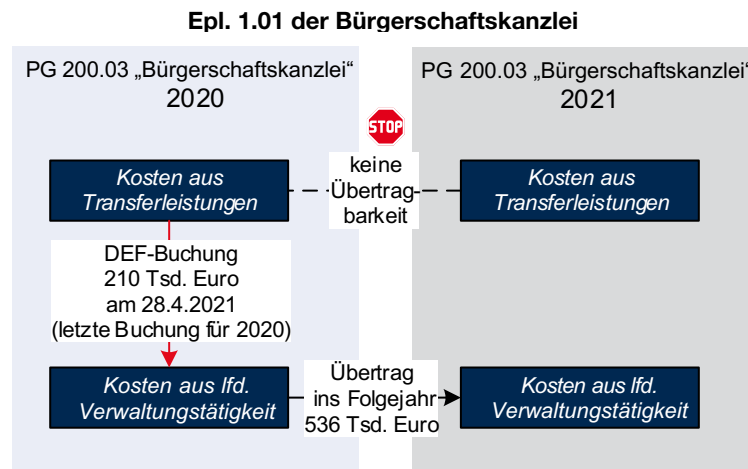 Epl. 1.01 der Bürgerschaftskanzlei
PG 200.03 „Bürgerschaftskanzlei“
2020
PG 200.03 „Bürgerschaftskanzlei“
2021
STOP
Kosten aus
Transferleistungen
keine
Übertrag-
barkeit
Kosten aus
Transferleistungen
DEF-Buchung
210 Tsd. Euro
am 28.4.2021
(letzte Buchung für 2020)
Kosten aus lfd.
Verwaltungstätigkeit
Übertrag
ins Folgejahr
536 Tsd. Euro
Kosten aus lfd.
Verwaltungstätigkeit